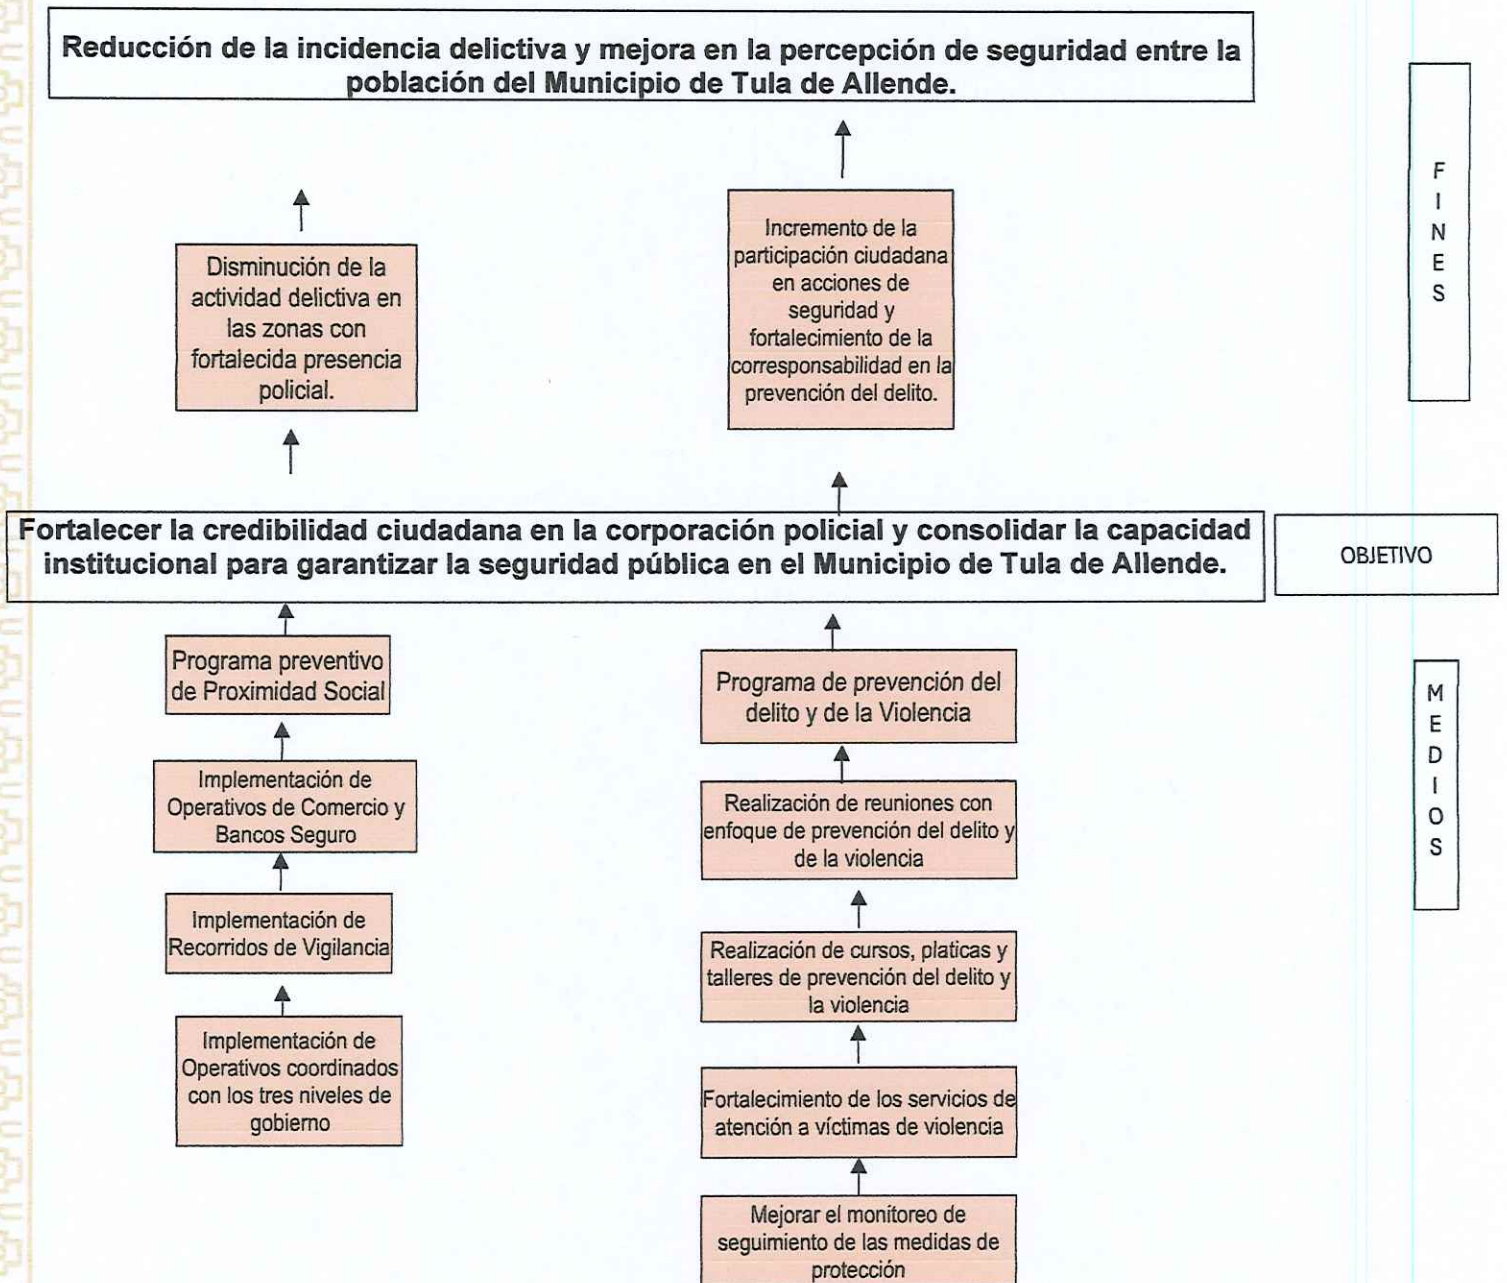 Reducción de la incidencia delictiva y mejora en la percepción de seguridad entre la
población del Municipio de Tula de Allende.
Disminución de la
actividad delictiva en
las zonas con
fortalecida presencia
policial.
Incremento de la
participación ciudadana
en acciones de
seguridad y
fortalecimiento de la
corresponsabilidad en la
prevención del delito.
F
I
N
E
S
Fortalecer la credibilidad ciudadana en la corporación policial y consolidar la capacidad
institucional para garantizar la seguridad pública en el Municipio de Tula de Allende.
OBJETIVO
Programa preventivo
de Proximidad Social
Implementación de
Operativos de Comercio y
Bancos Seguro
Implementación de
Recorridos de Vigilancia
Implementación de
Operativos coordinados
con los tres niveles de
gobierno
Programa de prevención del
delito y de la Violencia
Realización de reuniones con
enfoque de prevención del delito y
de la violencia
Realización de cursos, platicas y
talleres de prevención del delito y
la violencia
Fortalecimiento de los servicios de
atención a víctimas de violencia
Mejorar el monitoreo de
seguimiento de las medidas de
protección
M
E
D
I
O
S